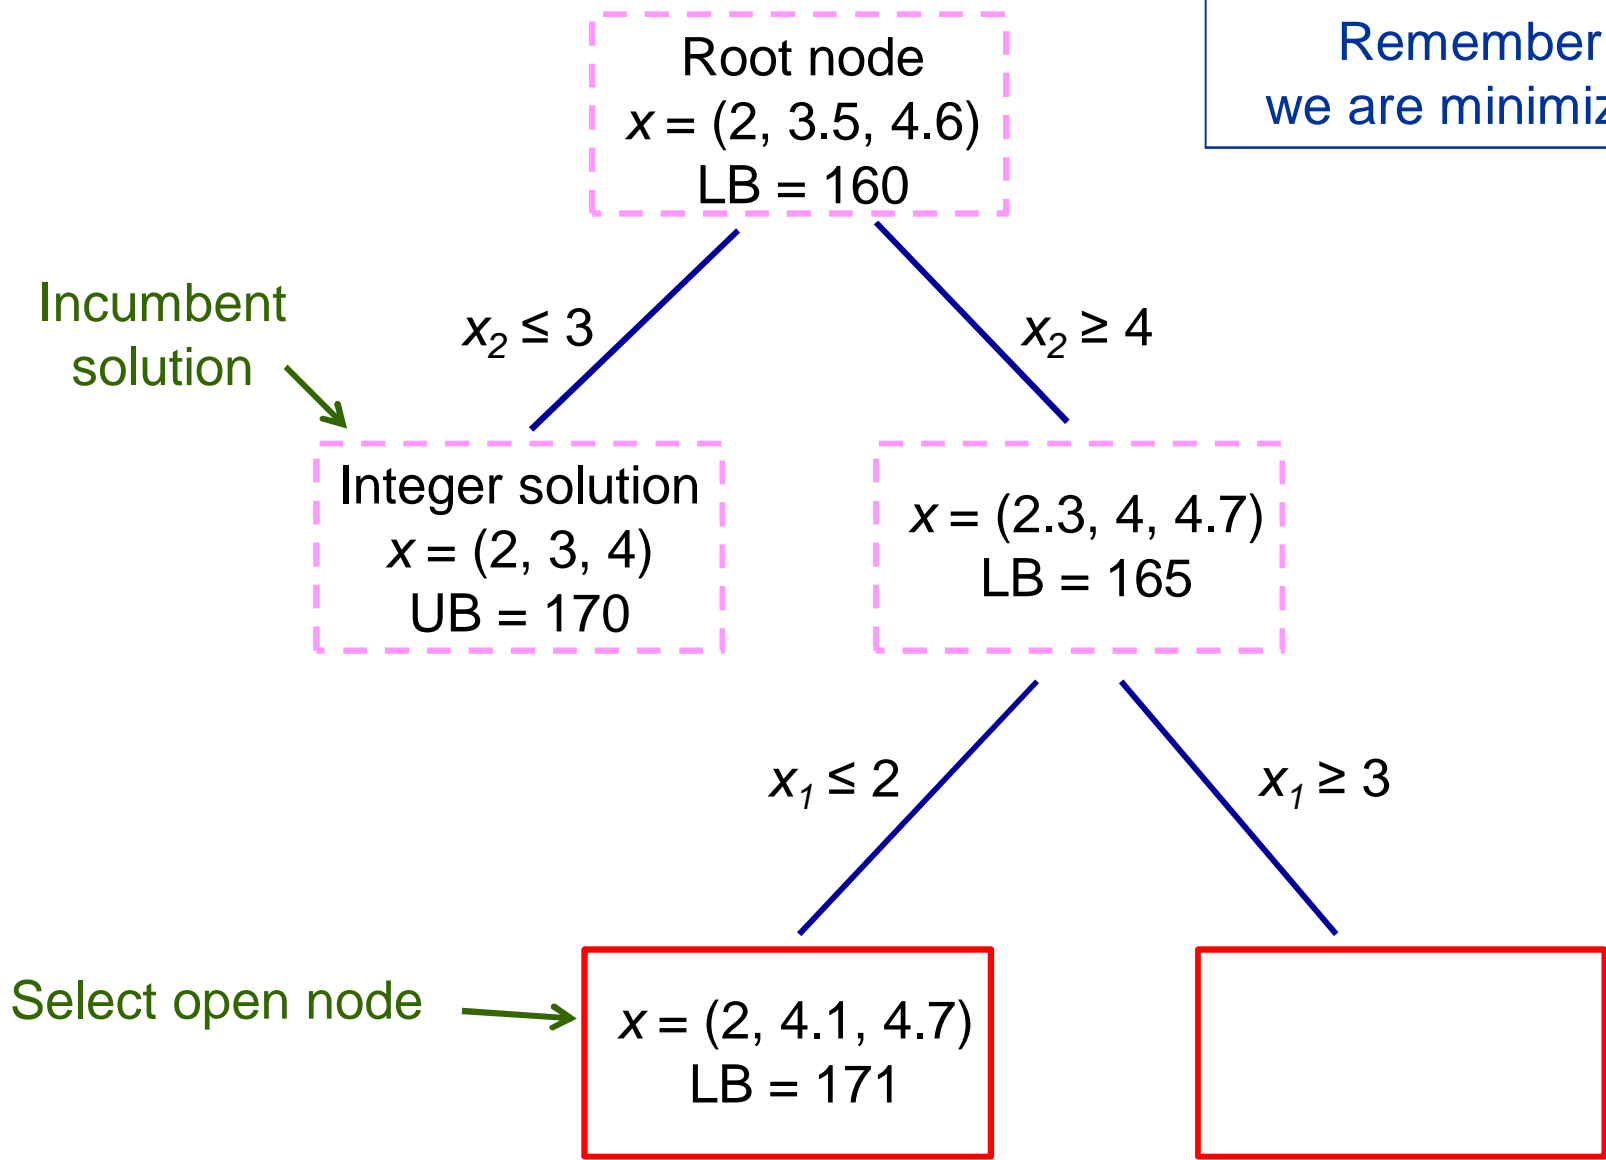 Remember
we are minimiz
Root node
x = (2, 3.5, 4.6)
LB = 160
Incumbent
solution
x₂ ≤ 3
x₂ ≥ 4
Integer solution
x = (2, 3, 4)
UB = 170
x = (2.3, 4, 4.7)
LB = 165
x₁ ≤ 2
x₁ ≥ 3
Select open node
x = (2, 4.1, 4.7)
LB = 171